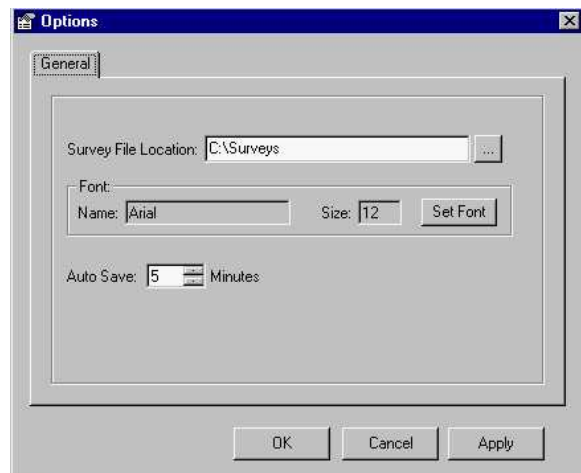 Options
General
Survey File Location: C:\Surveys ...
Font:
Name: Arial Size: 12 Set Font
Auto Save: 5 Minutes
OK Cancel Apply